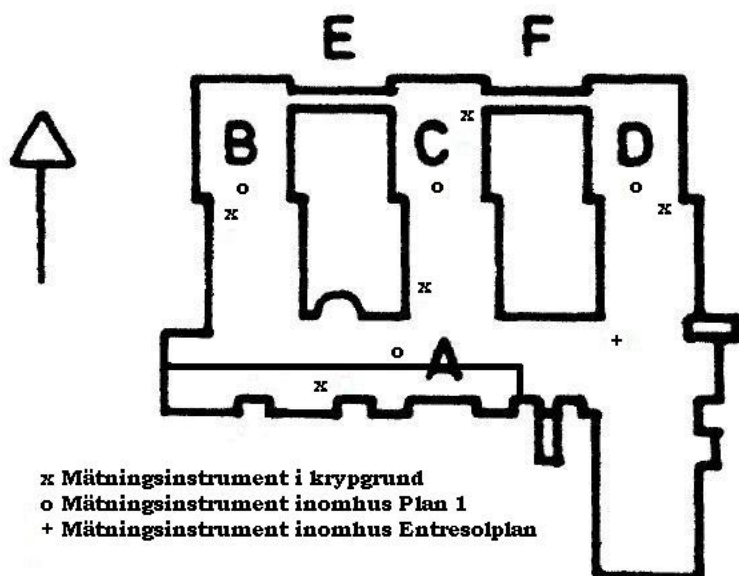 E F
B C D
x
o o o
x x
x
+
o A
x
x Mätningsinstrument i krypgrund
o Mätningsinstrument inomhus Plan 1
+ Mätningsinstrument inomhus Entresolplan